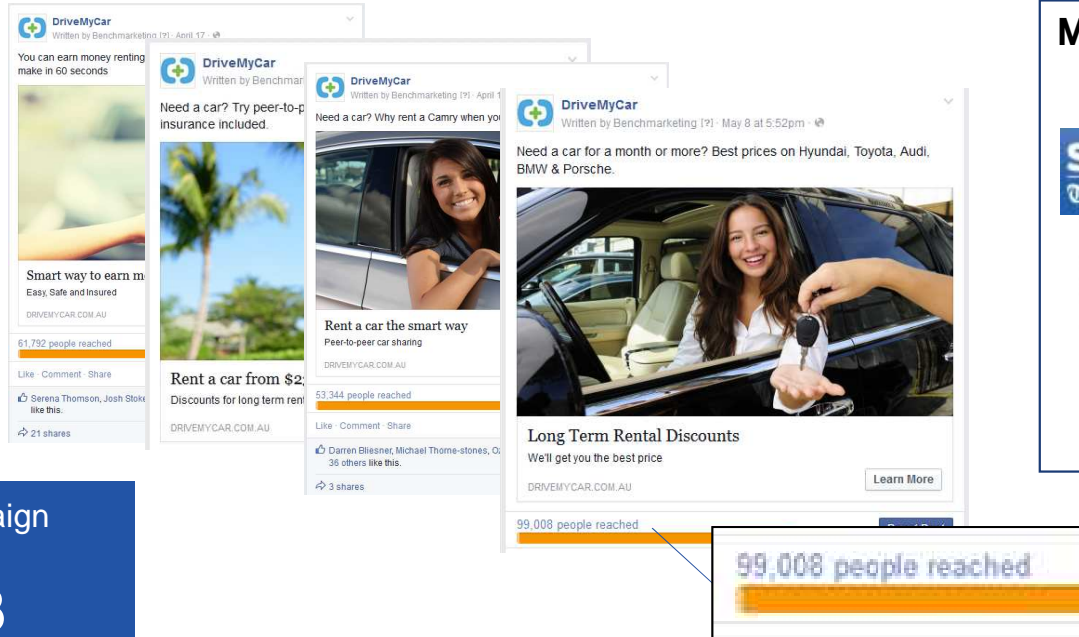 DriveMyCar
Written by Benchmarketing [?] · April 17 ·
You can earn money renting
make in 60 seconds
Smart way to earn m
Easy, Safe and Insured
DRIVEMYCAR.COM.AU
61,792 people reached
Like · Comment · Share
Serena Thomson, Josh Stoke
like this.
21 shares
DriveMyCar
Written by Benchmar
Need a car? Try peer-to-p
insurance included.
Rent a car from $2
Discounts for long term ren
DRIVEMYCAR.COM.AU
DriveMyCar
Written by Benchmarketing [?] · April 1
Need a car? Why rent a Camry when you
Rent a car the smart way
Peer-to-peer car sharing
DRIVEMYCAR.COM.AU
53,344 people reached
Like · Comment · Share
Darren Bliesner, Michael Thorne-stones, O
36 others like this.
3 shares
DriveMyCar
Written by Benchmarketing [?] · May 8 at 5:52pm ·
Need a car for a month or more? Best prices on Hyundai, Toyota, Audi,
BMW & Porsche.
Long Term Rental Discounts
We'll get you the best price
DRIVEMYCAR.COM.AU
Learn More
99,008 people reached
99,008 people reached
aign
3
M